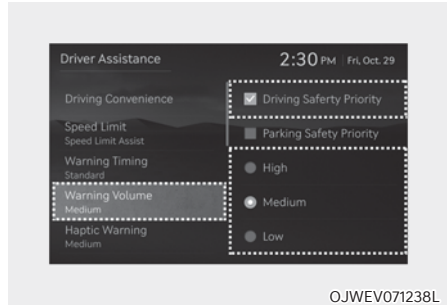 Driver Assistance
2:30 PM Fri, Oct. 29
Driving Convenience
Speed Limit
Speed Limit Assist
Warning Timing
Standard
Warning Volume
Medium
Haptic Warning
Medium
Driving Saferty Priority
Parking Safety Priority
High
Medium
Low
OJWEV071238L